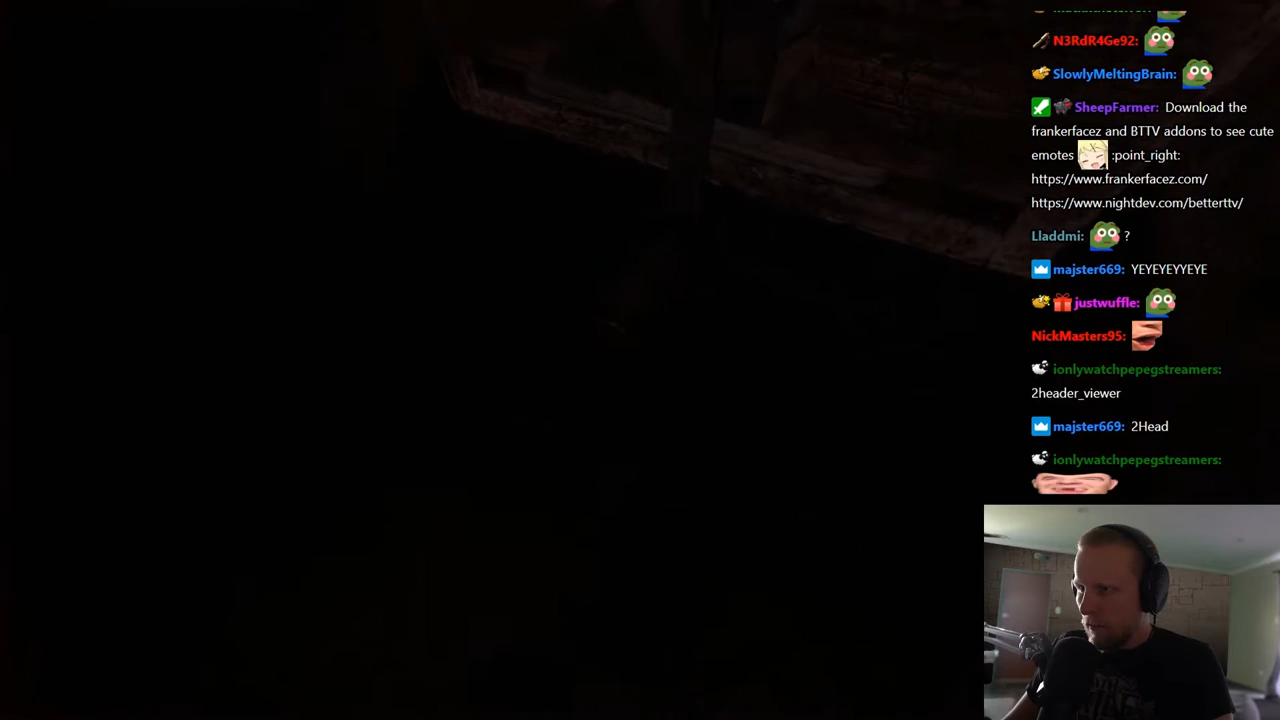 N3RdR4Ge92:
SlowlyMeltingBrain:
SheepFarmer: Download the
frankerfacez and BTTV addons to see cute
emotes :point_right:
https://www.frankerfacez.com/
https://www.nightdev.com/betterttv/
Lladdmi: ?
majster669: YEYEYEYYEYE
justwuffle:
NickMasters95:
ionlywatchpepegstreamers:
2header_viewer
majster669: 2Head
ionlywatchpepegstreamers: